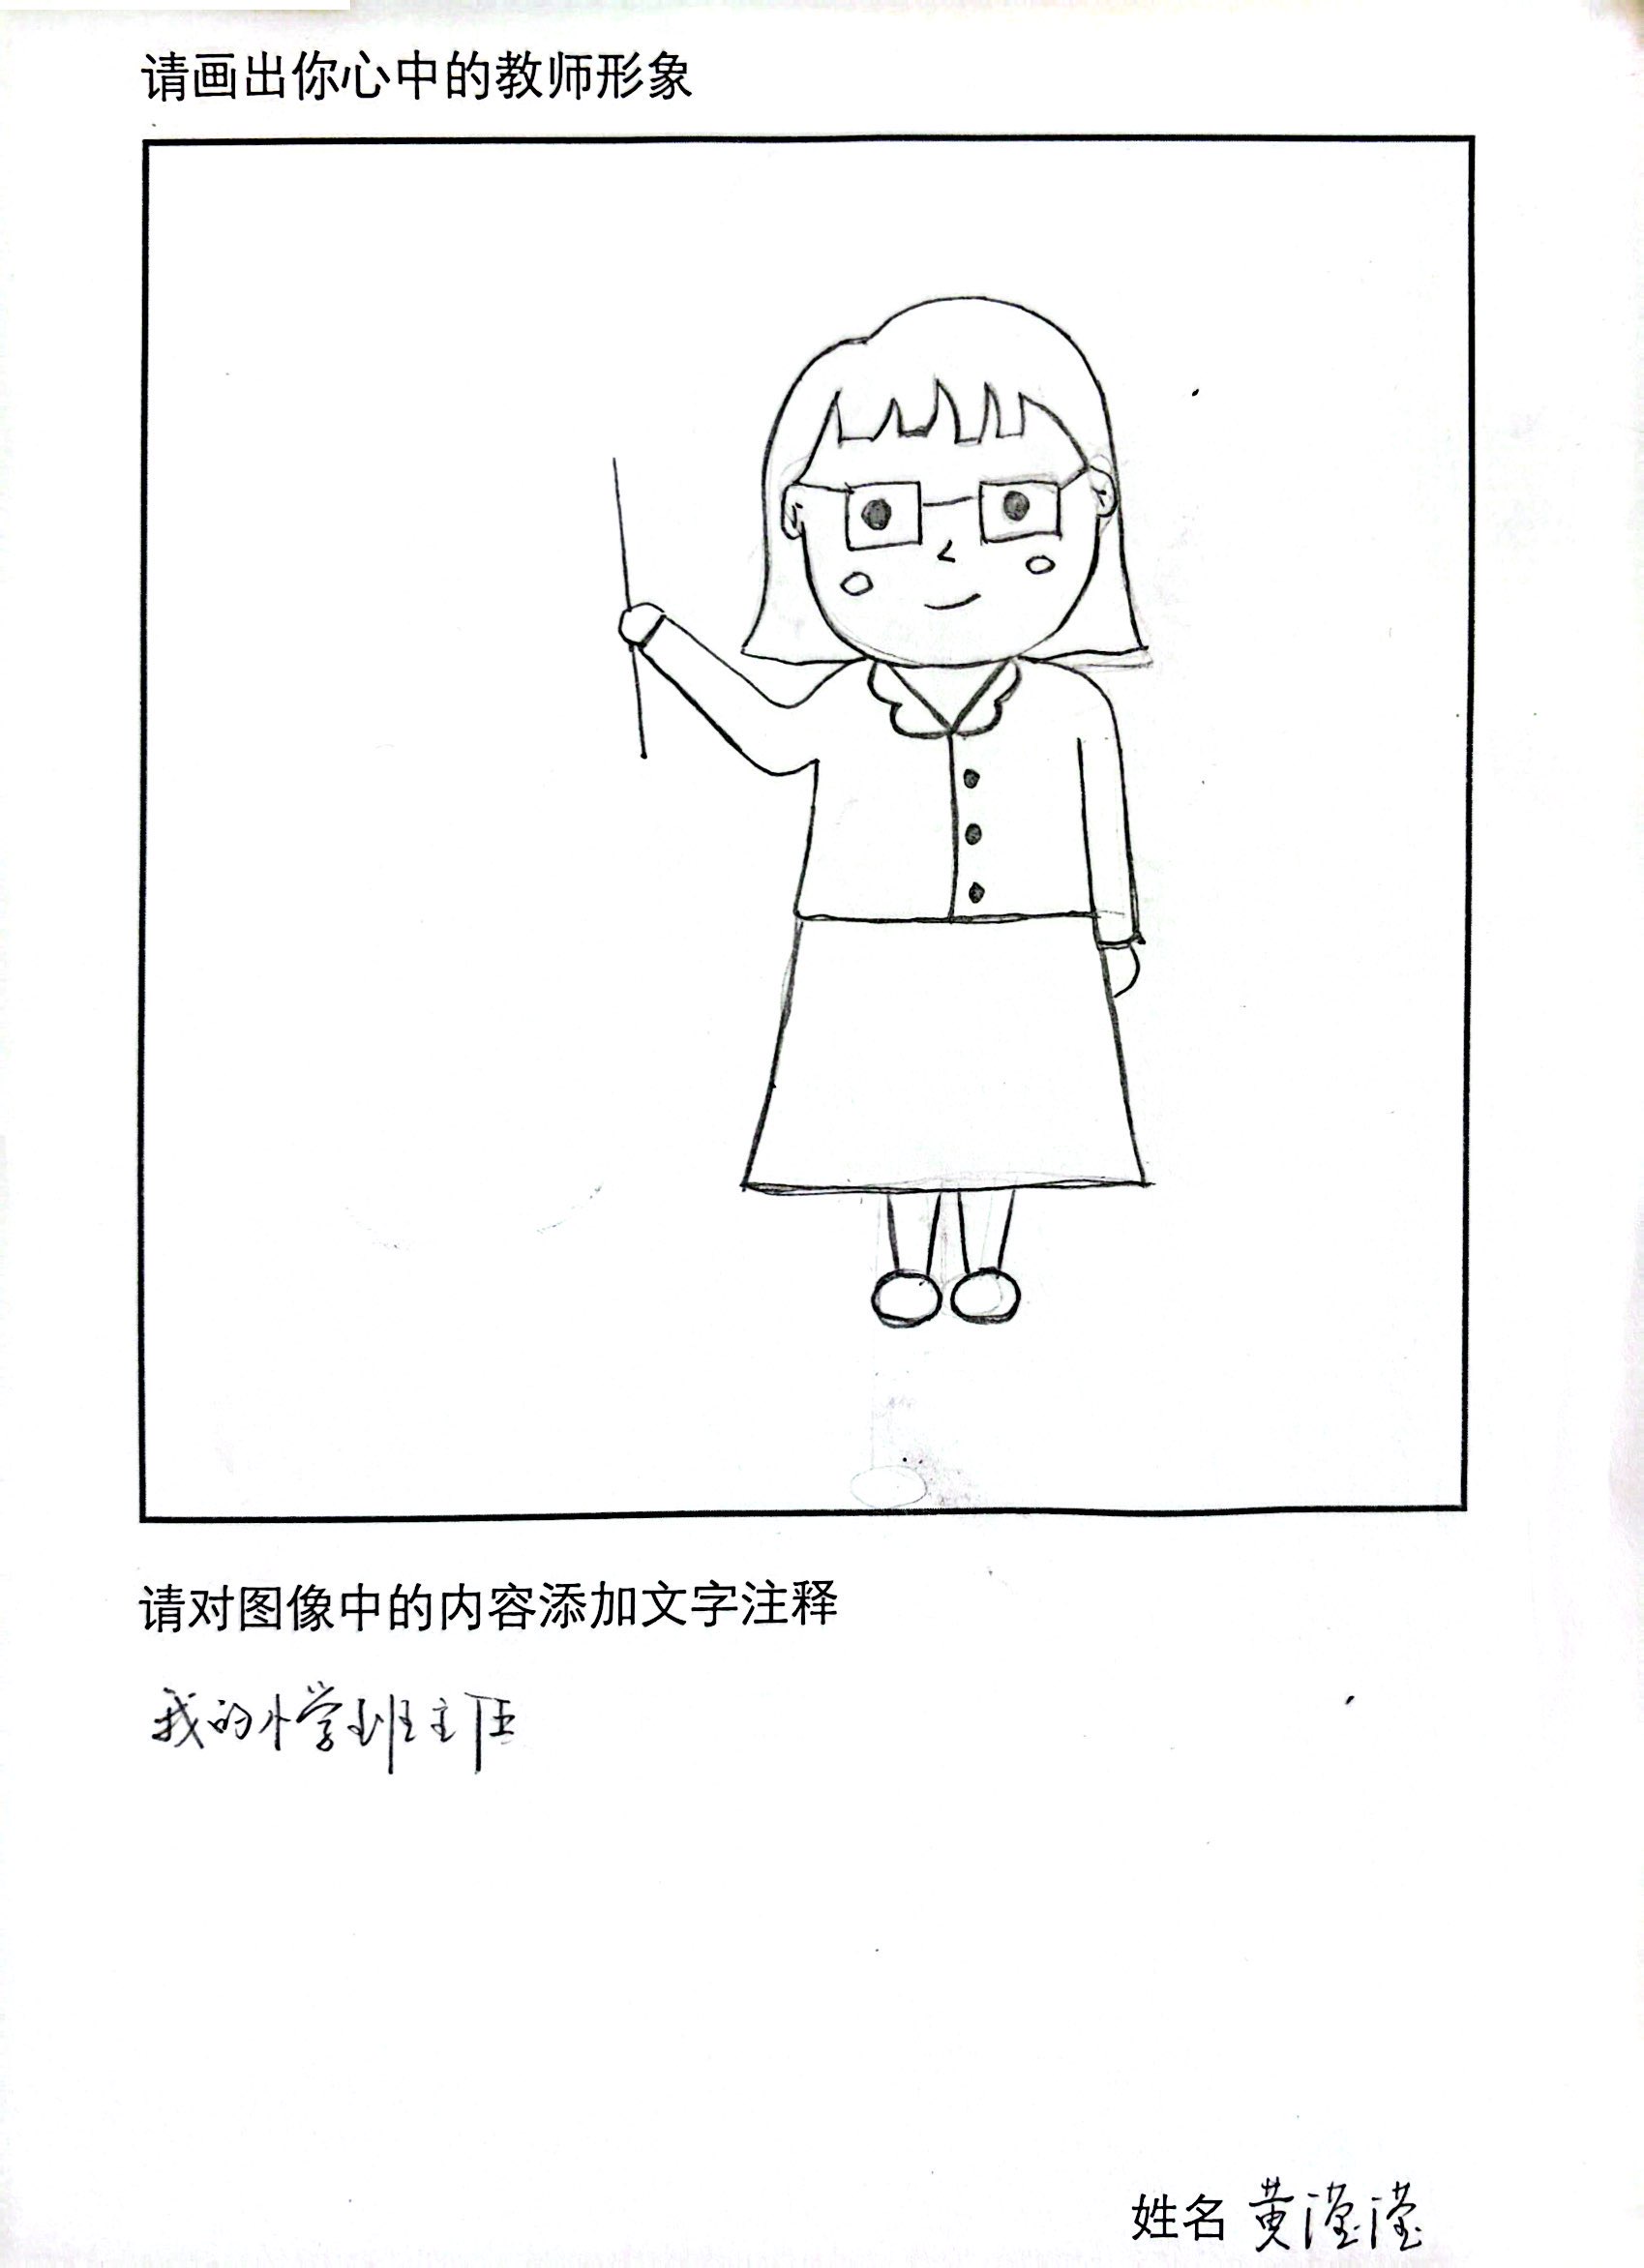 请画出你心中的教师形象
请对图像中的内容添加文字注释
我的小学班主任
姓名 黄滢滢